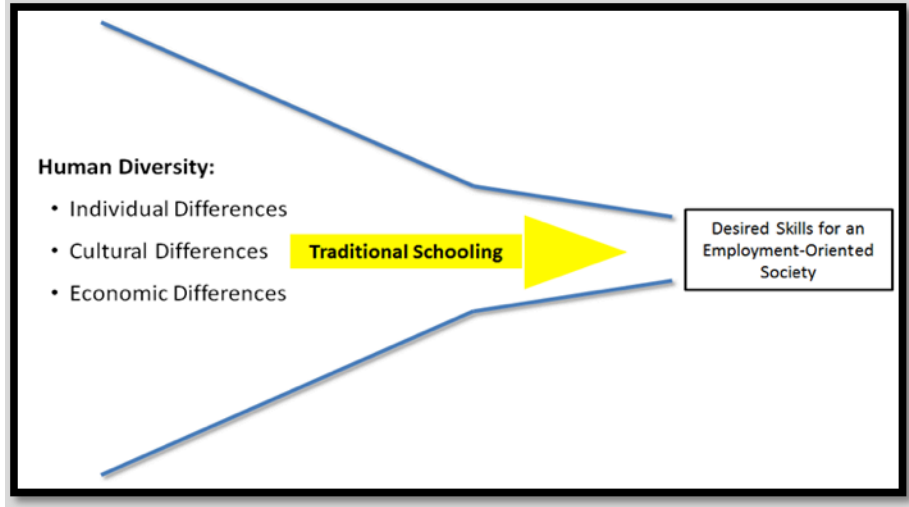 Human Diversity:
• Individual Differences
• Cultural Differences
• Economic Differences
Traditional Schooling
Desired Skills for an
Employment-Oriented
Society